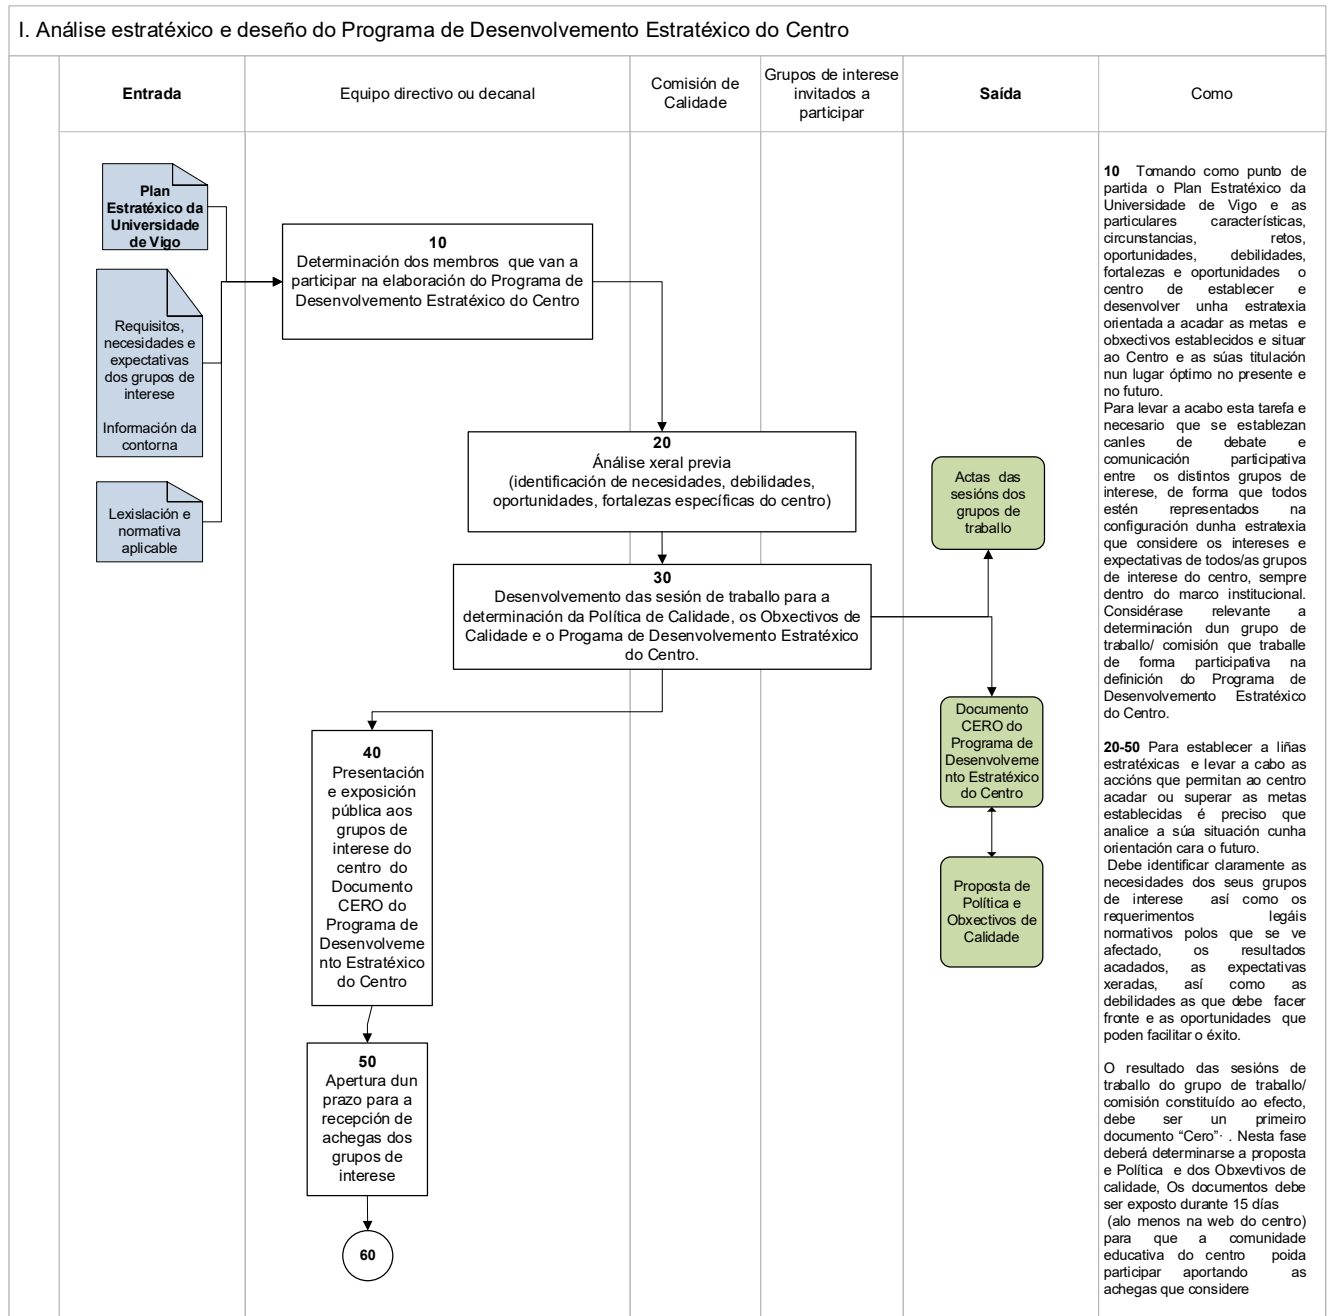 I. Análise estratéxico e deseño do Programa de Desenvolvemento Estratéxico do Centro
Entrada
Equipo directivo ou decanal
Comisión de
Calidade
Grupos de interese
invitados a
participar
Saída
Como
Plan
Estratéxico da
Universidade
de Vigo
Requisitos,
necesidades e
expectativas
dos grupos de
interese
Información da
contorna
Lexislación e
normativa
aplicable
10
Determinación dos membros que van a
participar na elaboración do Programa de
Desenvolvemento Estratéxico do Centro
20
Ánálise xeral previa
(identificación de necesidades, debilidades,
oportunidades, fortalezas específicas do centro)
30
Desenvolvemento das sesión de traballo para a
determinación da Política de Calidade, os Obxectivos de
Calidade e o Progama de Desenvolvemento Estratéxico
do Centro.
40
Presentación
e exposición
pública aos
grupos de
interese do
centro do
Documento
CERO do
Programa de
Desenvolveme
nto Estratéxico
do Centro
50
Apertura dun
prazo para a
recepción de
achegas dos
grupos de
interese
60
Actas das
sesións dos
grupos de
traballo
Documento
CERO do
Programa de
Desenvolveme
nto Estratéxico
do Centro
Proposta de
Política e
Obxectivos de
Calidade
10 Tomando como punto de
partida o Plan Estratéxico da
Universidade de Vigo e as
particulares características,
circunstancias, retos,
oportunidades, debilidades,
fortalezas e oportunidades o
centro de establecer e
desenvolver unha estratexia
orientada a acadar as metas e
obxectivos establecidos e situar
ao Centro e as súas titulación
nun lugar óptimo no presente e
no futuro.
Para levar a acabo esta tarefa e
necesario que se establezan
canles de debate e
comunicación participativa
entre os distintos grupos de
interese, de forma que todos
estén representados na
configuración dunha estratexia
que considere os intereses e
expectativas de todos/as grupos
de interese do centro, sempre
dentro do marco institucional.
Considérase relevante a
determinación dun grupo de
traballo/ comisión que traballe
de forma participativa na
definición do Programa de
Desenvolvemento Estratéxico
do Centro.
20-50 Para establecer a liñas
estratéxicas e levar a cabo as
accións que permitan ao centro
acadar ou superar as metas
establecidas é preciso que
analice a súa situación cunha
orientación cara o futuro.
Debe identificar claramente as
necesidades dos seus grupos
de interese así como os
requerimentos legáis
normativos polos que se ve
afectado, os resultados
acadados, as expectativas
xeradas, así como as
debilidades as que debe facer
fronte e as oportunidades que
poden facilitar o éxito.
O resultado das sesións de
traballo do grupo de traballo/
comisión constituído ao efecto,
debe ser un primeiro
documento “Cero”· . Nesta fase
deberá determinarse a proposta
e Política e dos Obxevtivos de
calidade, Os documentos debe
ser exposto durante 15 días
(alo menos na web do centro)
para que a comunidade
educativa do centro poida
participar aportando as
achegas que considere